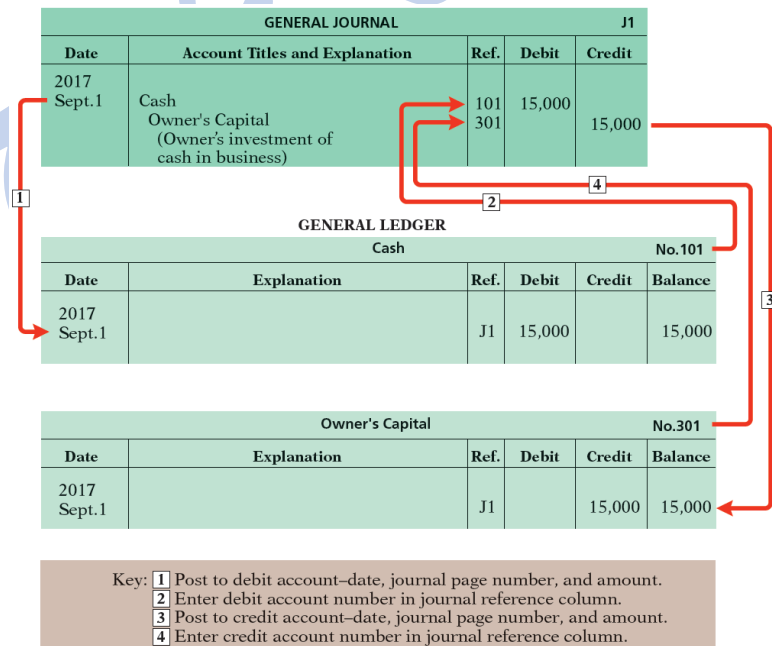 GENERAL JOURNAL J1
Date Account Titles and Explanation Ref. Debit Credit
2017
Sept.1 Cash 101 15,000
Owner's Capital 301 15,000
(Owner's investment of
cash in business)
1
4
2
GENERAL LEDGER
Cash No.101
Date Explanation Ref. Debit Credit Balance
3
2017
Sept.1 J1 15,000 15,000
Owner's Capital No.301
Date Explanation Ref. Debit Credit Balance
2017
Sept.1 J1 15,000 15,000
Key: 1 Post to debit account–date, journal page number, and amount.
2 Enter debit account number in journal reference column.
3 Post to credit account–date, journal page number, and amount.
4 Enter credit account number in journal reference column.